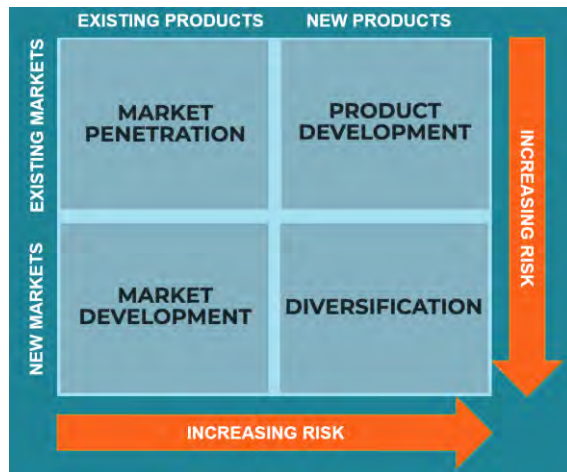 EXISTING PRODUCTS
NEW PRODUCTS
EXISTING MARKETS
MARKET
PENETRATION
PRODUCT
DEVELOPMENT
INCREASING RISK
NEW MARKETS
MARKET
DEVELOPMENT
DIVERSIFICATION
INCREASING RISK